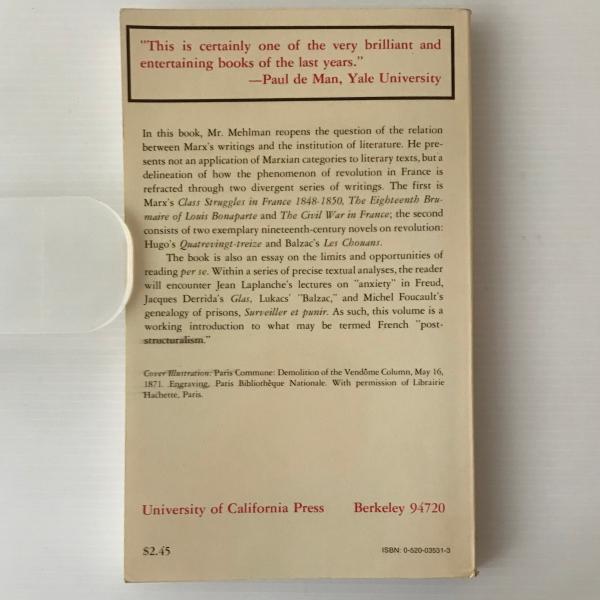 "This is certainly one of the very brilliant and
entertaining books of the last years."
—Paul de Man, Yale University
In this book, Mr. Mehlman reopens the question of the relation
between Marx's writings and the institution of literature. He pre-
sents not an application of Marxian categories to literary texts, but a
delineation of how the phenomenon of revolution in France is
refracted through two divergent series of writings. The first is
Marx's Class Struggles in France 1848-1850, The Eighteenth Bru-
maire of Louis Bonaparte and The Civil War in France; the second
consists of two exemplary nineteenth-century novels on revolution:
Hugo's Quatrevingt-treize and Balzac's Les Chouans.
The book is also an essay on the limits and opportunities of
reading per se. Within a series of precise textual analyses, the reader
will encounter Jean Laplanche's lectures on "anxiety" in Freud,
Jacques Derrida's Glas, Lukacs' "Balzac," and Michel Foucault's
genealogy of prisons, Surveiller et punir. As such, this volume is a
working introduction to what may be termed French "post-
structuralism."
Cover Illustration: Paris Commune: Demolition of the Vendôme Column, May 16,
1871. Engraving, Paris Bibliothèque Nationale. With permission of Librairie
Hachette, Paris.
University of California Press Berkeley 94720
$2.45 ISBN: 0-520-03531-3